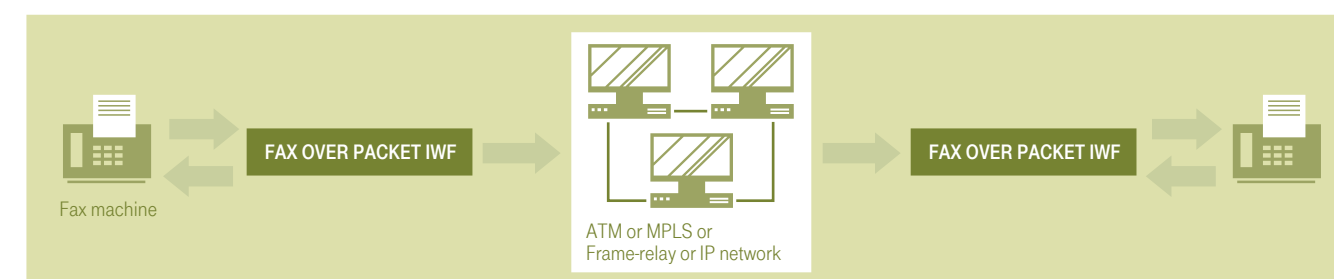 FAX OVER PACKET IWF
FAX OVER PACKET IWF
Fax machine
ATM or MPLS or
Frame-relay or IP network